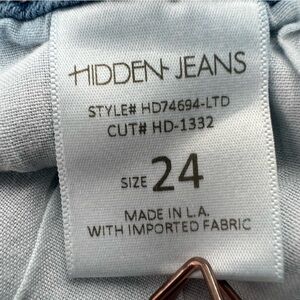 HIDDEN JEANS
STYLE# HD74694-LTD
CUT# HD-1332
SIZE 24
MADE IN L.A.
WITH IMPORTED FABRIC